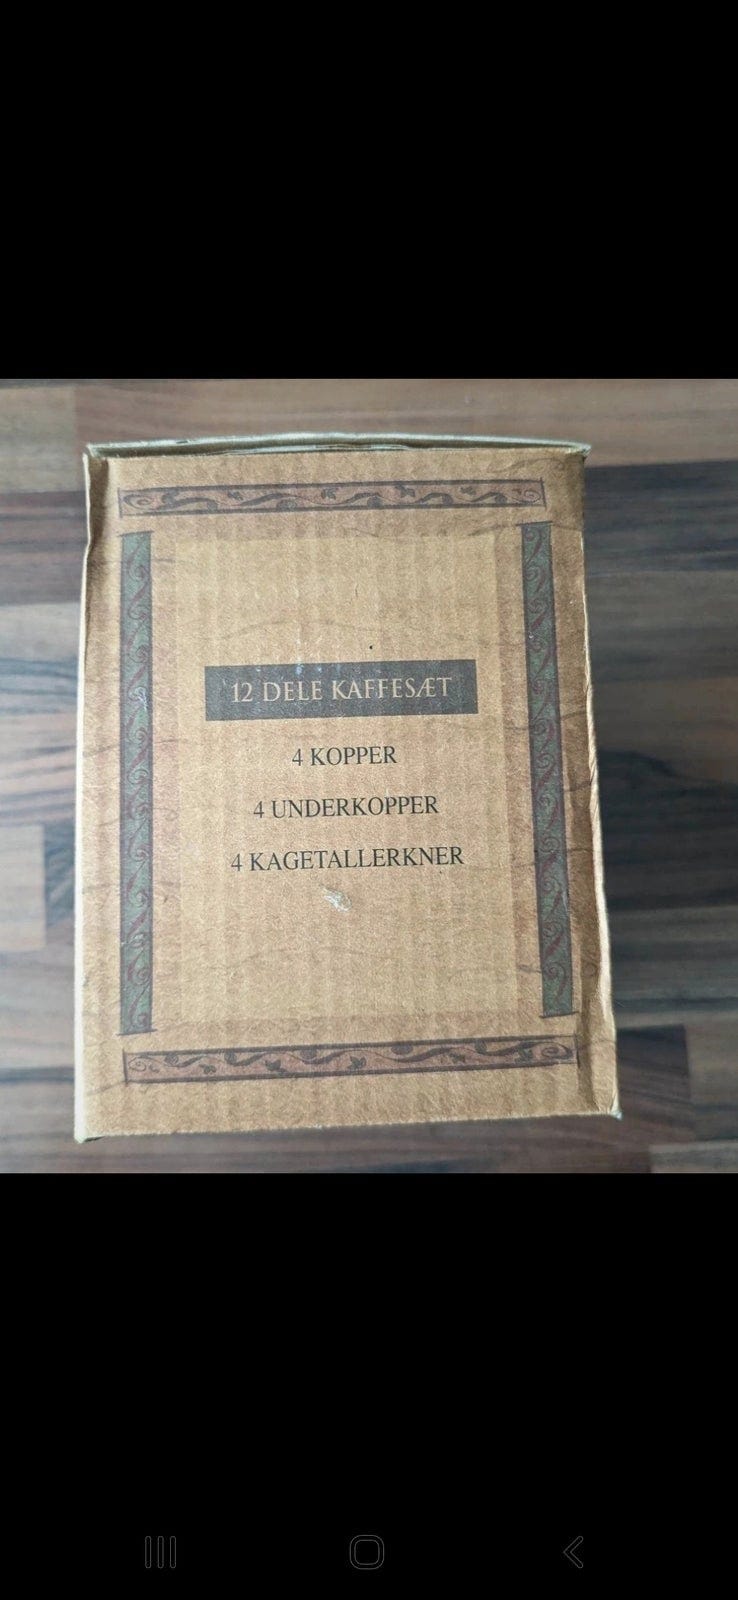 12 DELE KAFFESÆT
4 KOPPER
4 UNDERKOPPER
4 KAGETALLERKNER